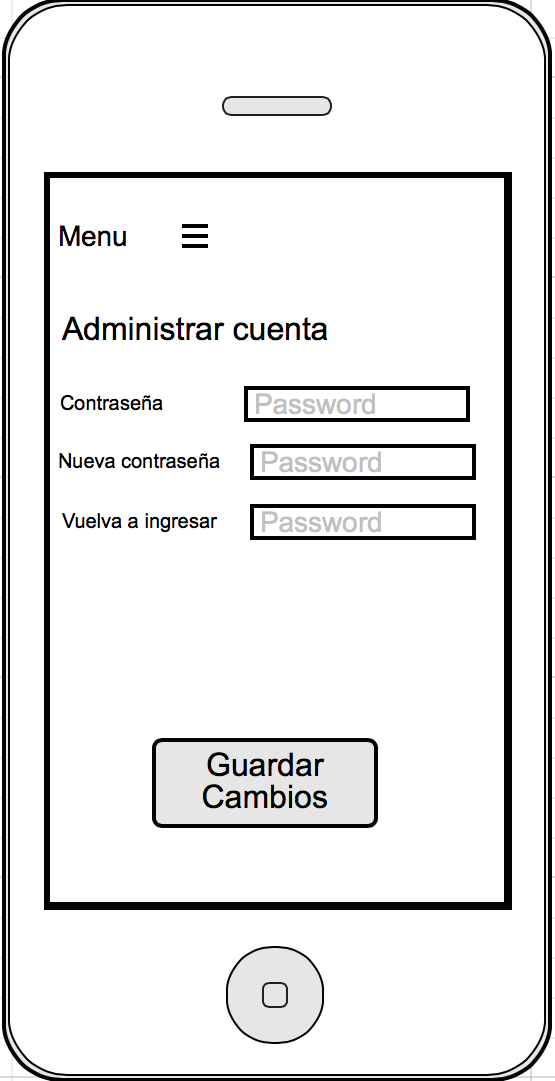 Menu
Administrar cuenta
Contraseña Password
Nueva contraseña Password
Vuelva a ingresar Password
Guardar
Cambios